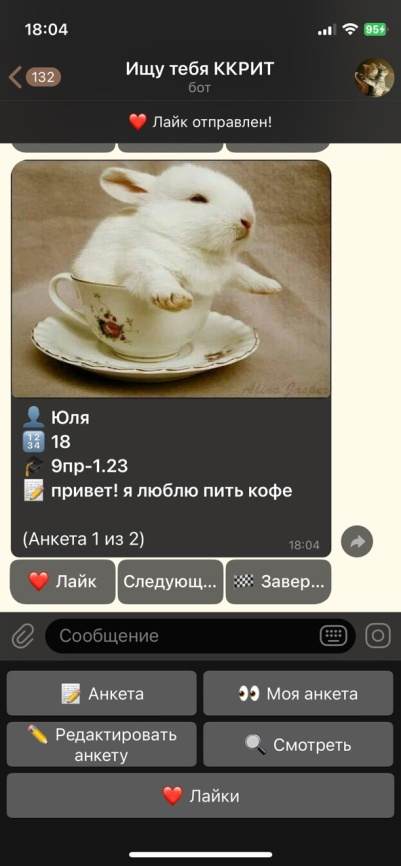 18:04
95
132
Ищу тебя ККРИТ
бот
Лайк отправлен!
Alice Jasper
Юля
18
9пр-1.23
привет! я люблю пить кофе
(Анкета 1 из 2)
18:04
Лайк
Следующ...
Завер...
Сообщение
Анкета
Моя анкета
Редактировать
анкету
Смотреть
Лайки